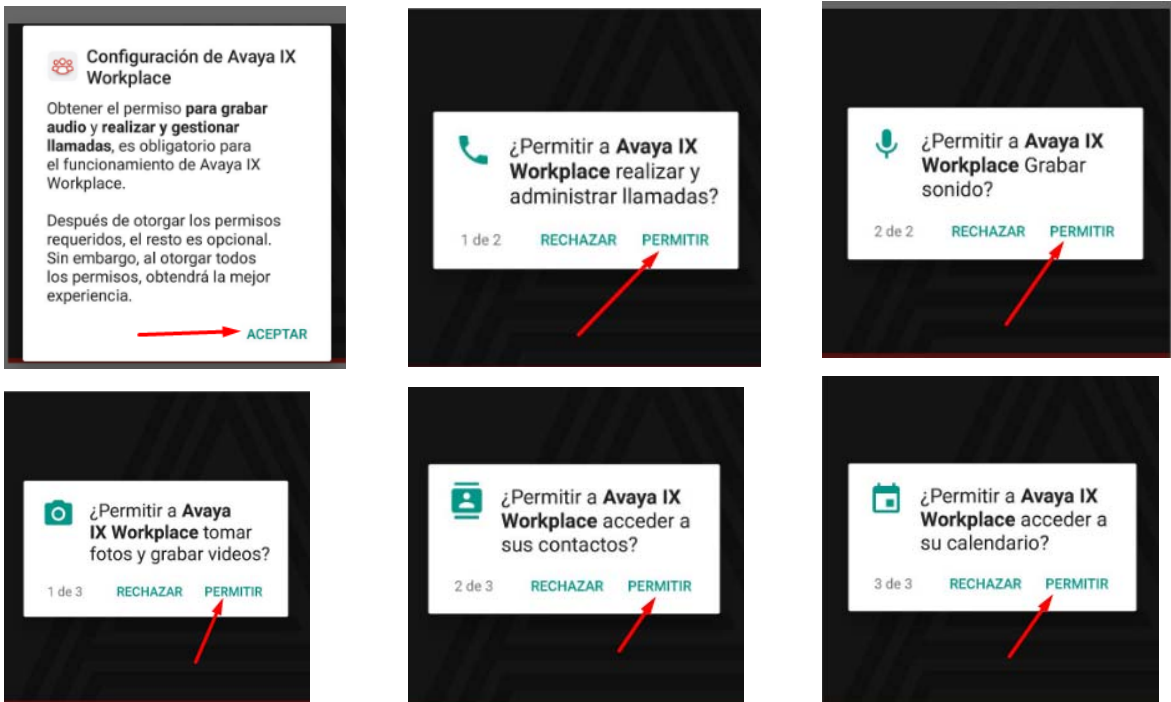 Configuración de Avaya IX
Workplace
Obtener el permiso para grabar
audio y realizar y gestionar
llamadas, es obligatorio para
el funcionamiento de Avaya IX
Workplace.
Después de otorgar los permisos
requeridos, el resto es opcional.
Sin embargo, al otorgar todos
los permisos, obtendrá la mejor
experiencia.
ACEPTAR
¿Permitir a Avaya IX
Workplace realizar y
administrar llamadas?
1 de 2 RECHAZAR PERMITIR
¿Permitir a Avaya IX
Workplace Grabar
sonido?
2 de 2 RECHAZAR PERMITIR
¿Permitir a Avaya
IX Workplace tomar
fotos y grabar videos?
1 de 3 RECHAZAR PERMITIR
¿Permitir a Avaya IX
Workplace acceder a
sus contactos?
2 de 3 RECHAZAR PERMITIR
¿Permitir a Avaya IX
Workplace acceder a
su calendario?
3 de 3 RECHAZAR PERMITIR